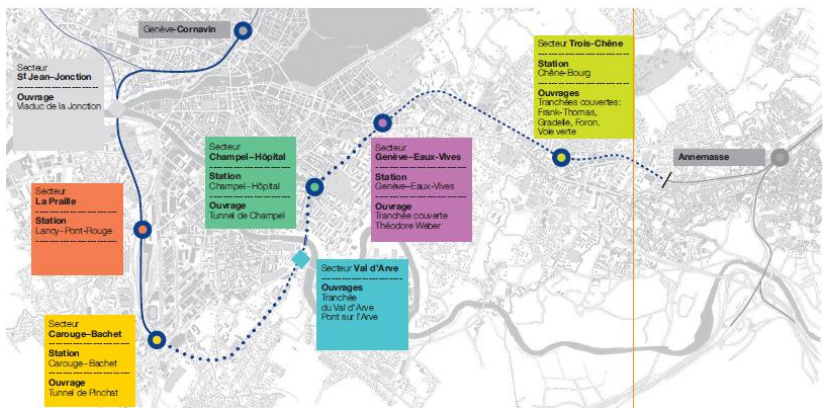 Genève-Cornavin
Secteur
St Jean-Jonction
Ouvrage
Viaduc de la Jonction
Secteur
La Praille
Station
Lancy-Pont-Rouge
Secteur
Carouge-Bachet
Station
Carouge-Bachet
Ouvrage
Tunnel de Pinchat
Secteur
Champel-Hôpital
Station
Champel-Hôpital
Ouvrage
Tunnel de Champel
Secteur Val d'Arve
Ouvrages
Tranchée
du Val d'Arve
Pont sur l'Arve
Secteur
Genève-Eaux-Vives
Station
Genève-Eaux-Vives
Ouvrage
Tranchée couverte
Théodore Weber
Secteur Trois-Chêne
Station
Chêne-Bourg
Ouvrages
Tranchées couvertes:
Frank-Thomas,
Gradelle, Foron.
Voie verte
Annemasse